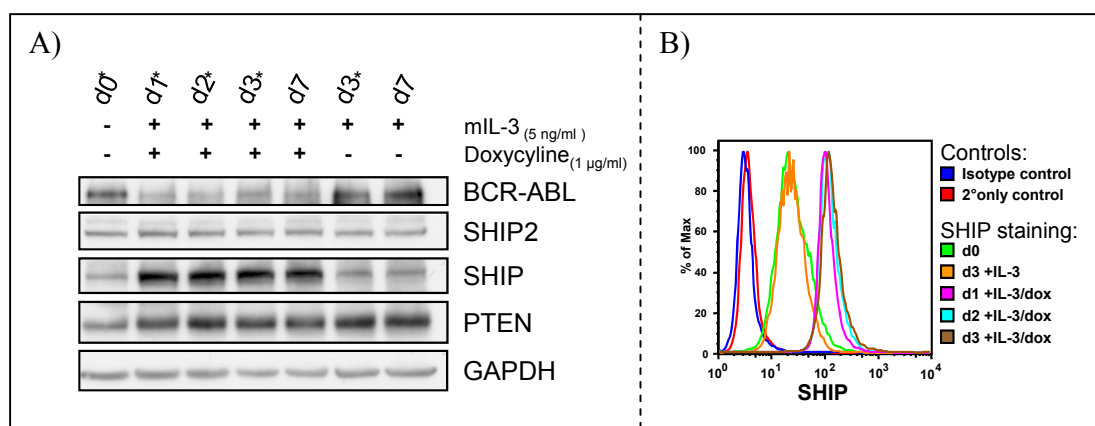 A)
d0* d1* d2* d3* d7 d3* d7
- + + + + + + mIL-3 (5 ng/ml )
- + + + + - - Doxycyline(1 µg/ml)
BCR-ABL
SHIP2
SHIP
PTEN
GAPDH
B)
% of Max
100
80
60
40
20
0
10⁰ 10¹ 10² 10³ 10⁴
SHIP
Controls:
Isotype control
2°only control
SHIP staining:
d0
d3 +IL-3
d1 +IL-3/dox
d2 +IL-3/dox
d3 +IL-3/dox